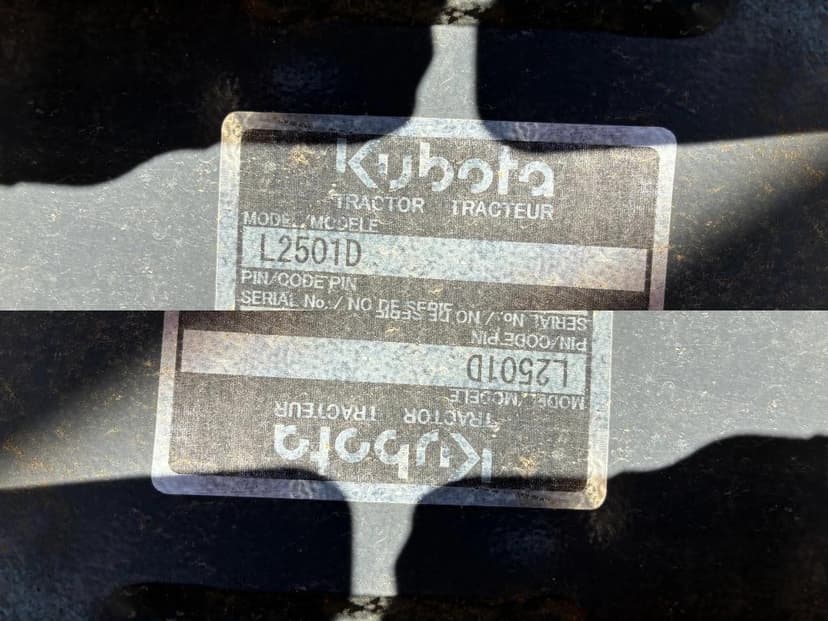 Kubota
TRACTOR TRACTEUR
MODEL/MODELE
L2501D
PIN/CODE PIN
SERIAL No. / NO DE SERIE
SERIAL No. / NO DE SERIE
PIN/CODE PIN
L2501D
MODEL/MODELE
TRACTOR TRACTEUR
Kubota